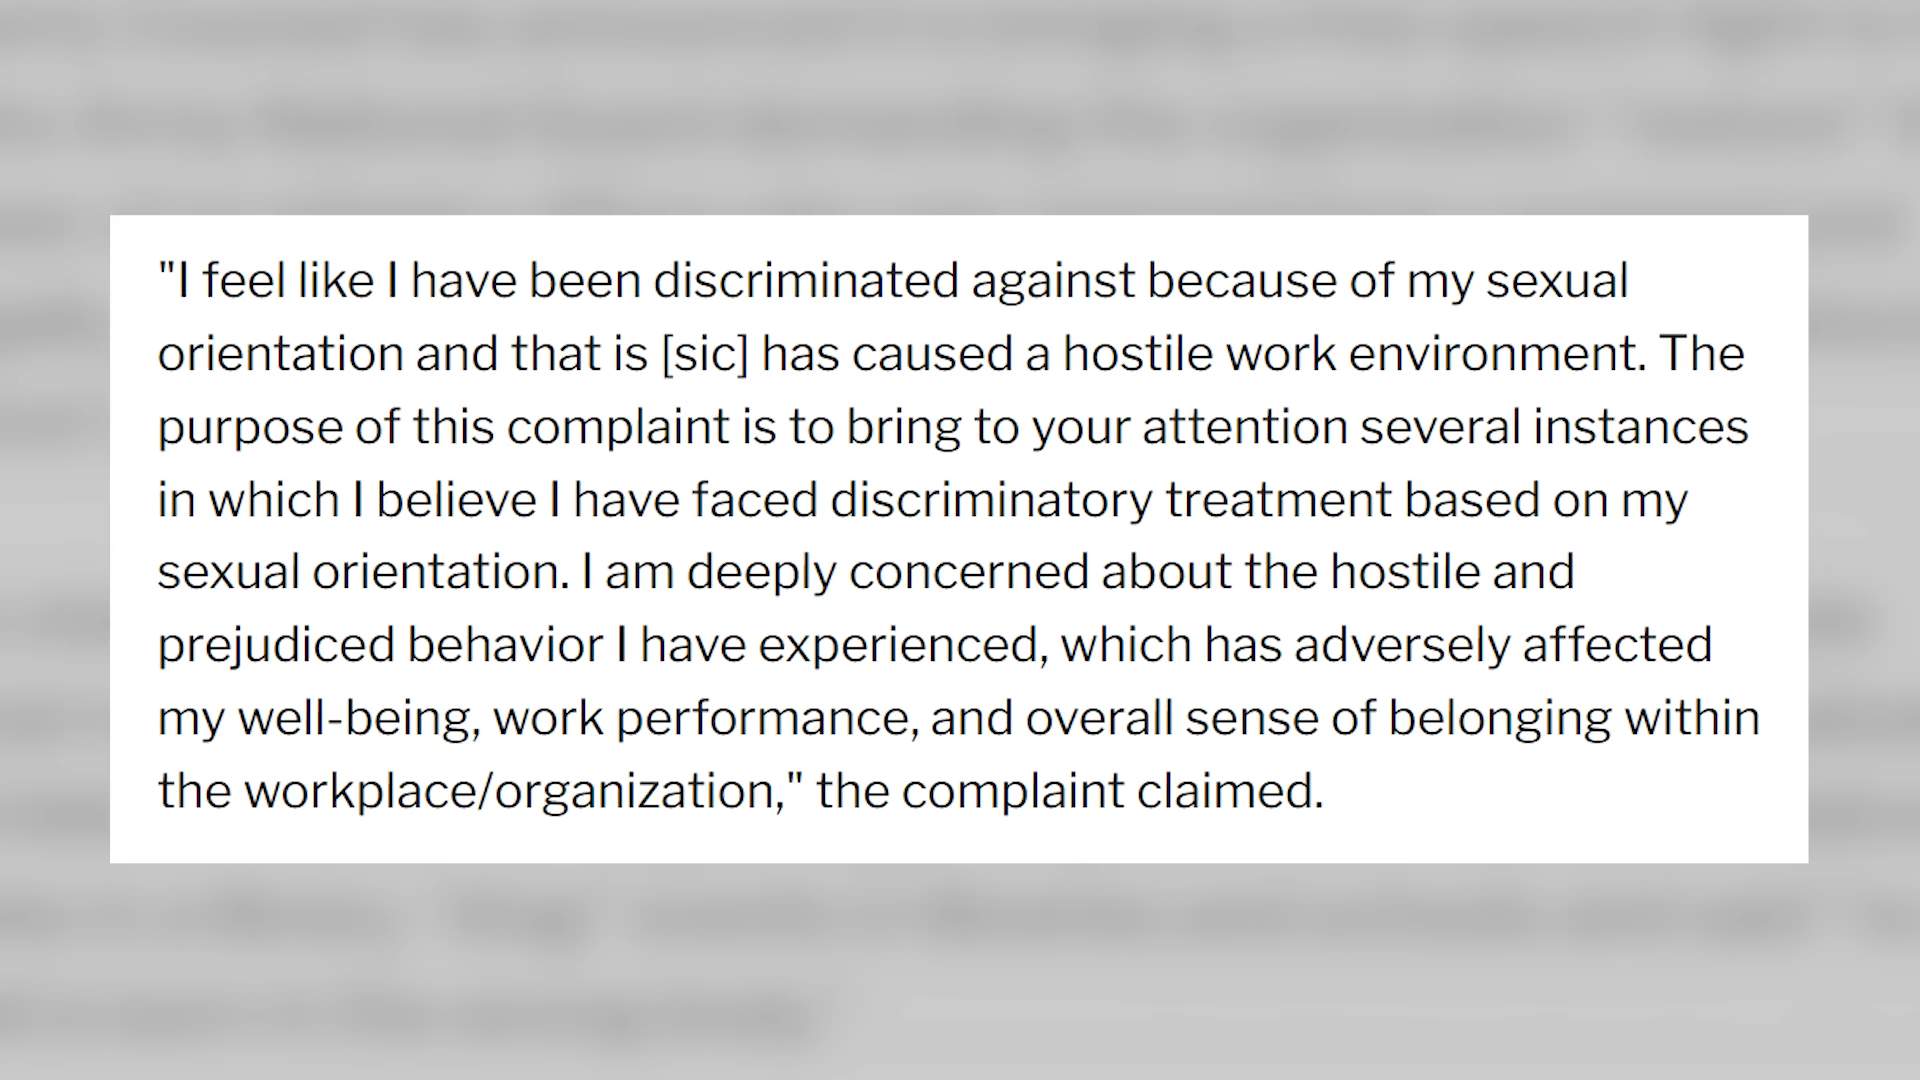 "I feel like I have been discriminated against because of my sexual
orientation and that is [sic] has caused a hostile work environment. The
purpose of this complaint is to bring to your attention several instances
in which I believe I have faced discriminatory treatment based on my
sexual orientation. I am deeply concerned about the hostile and
prejudiced behavior I have experienced, which has adversely affected
my well-being, work performance, and overall sense of belonging within
the workplace/organization," the complaint claimed.